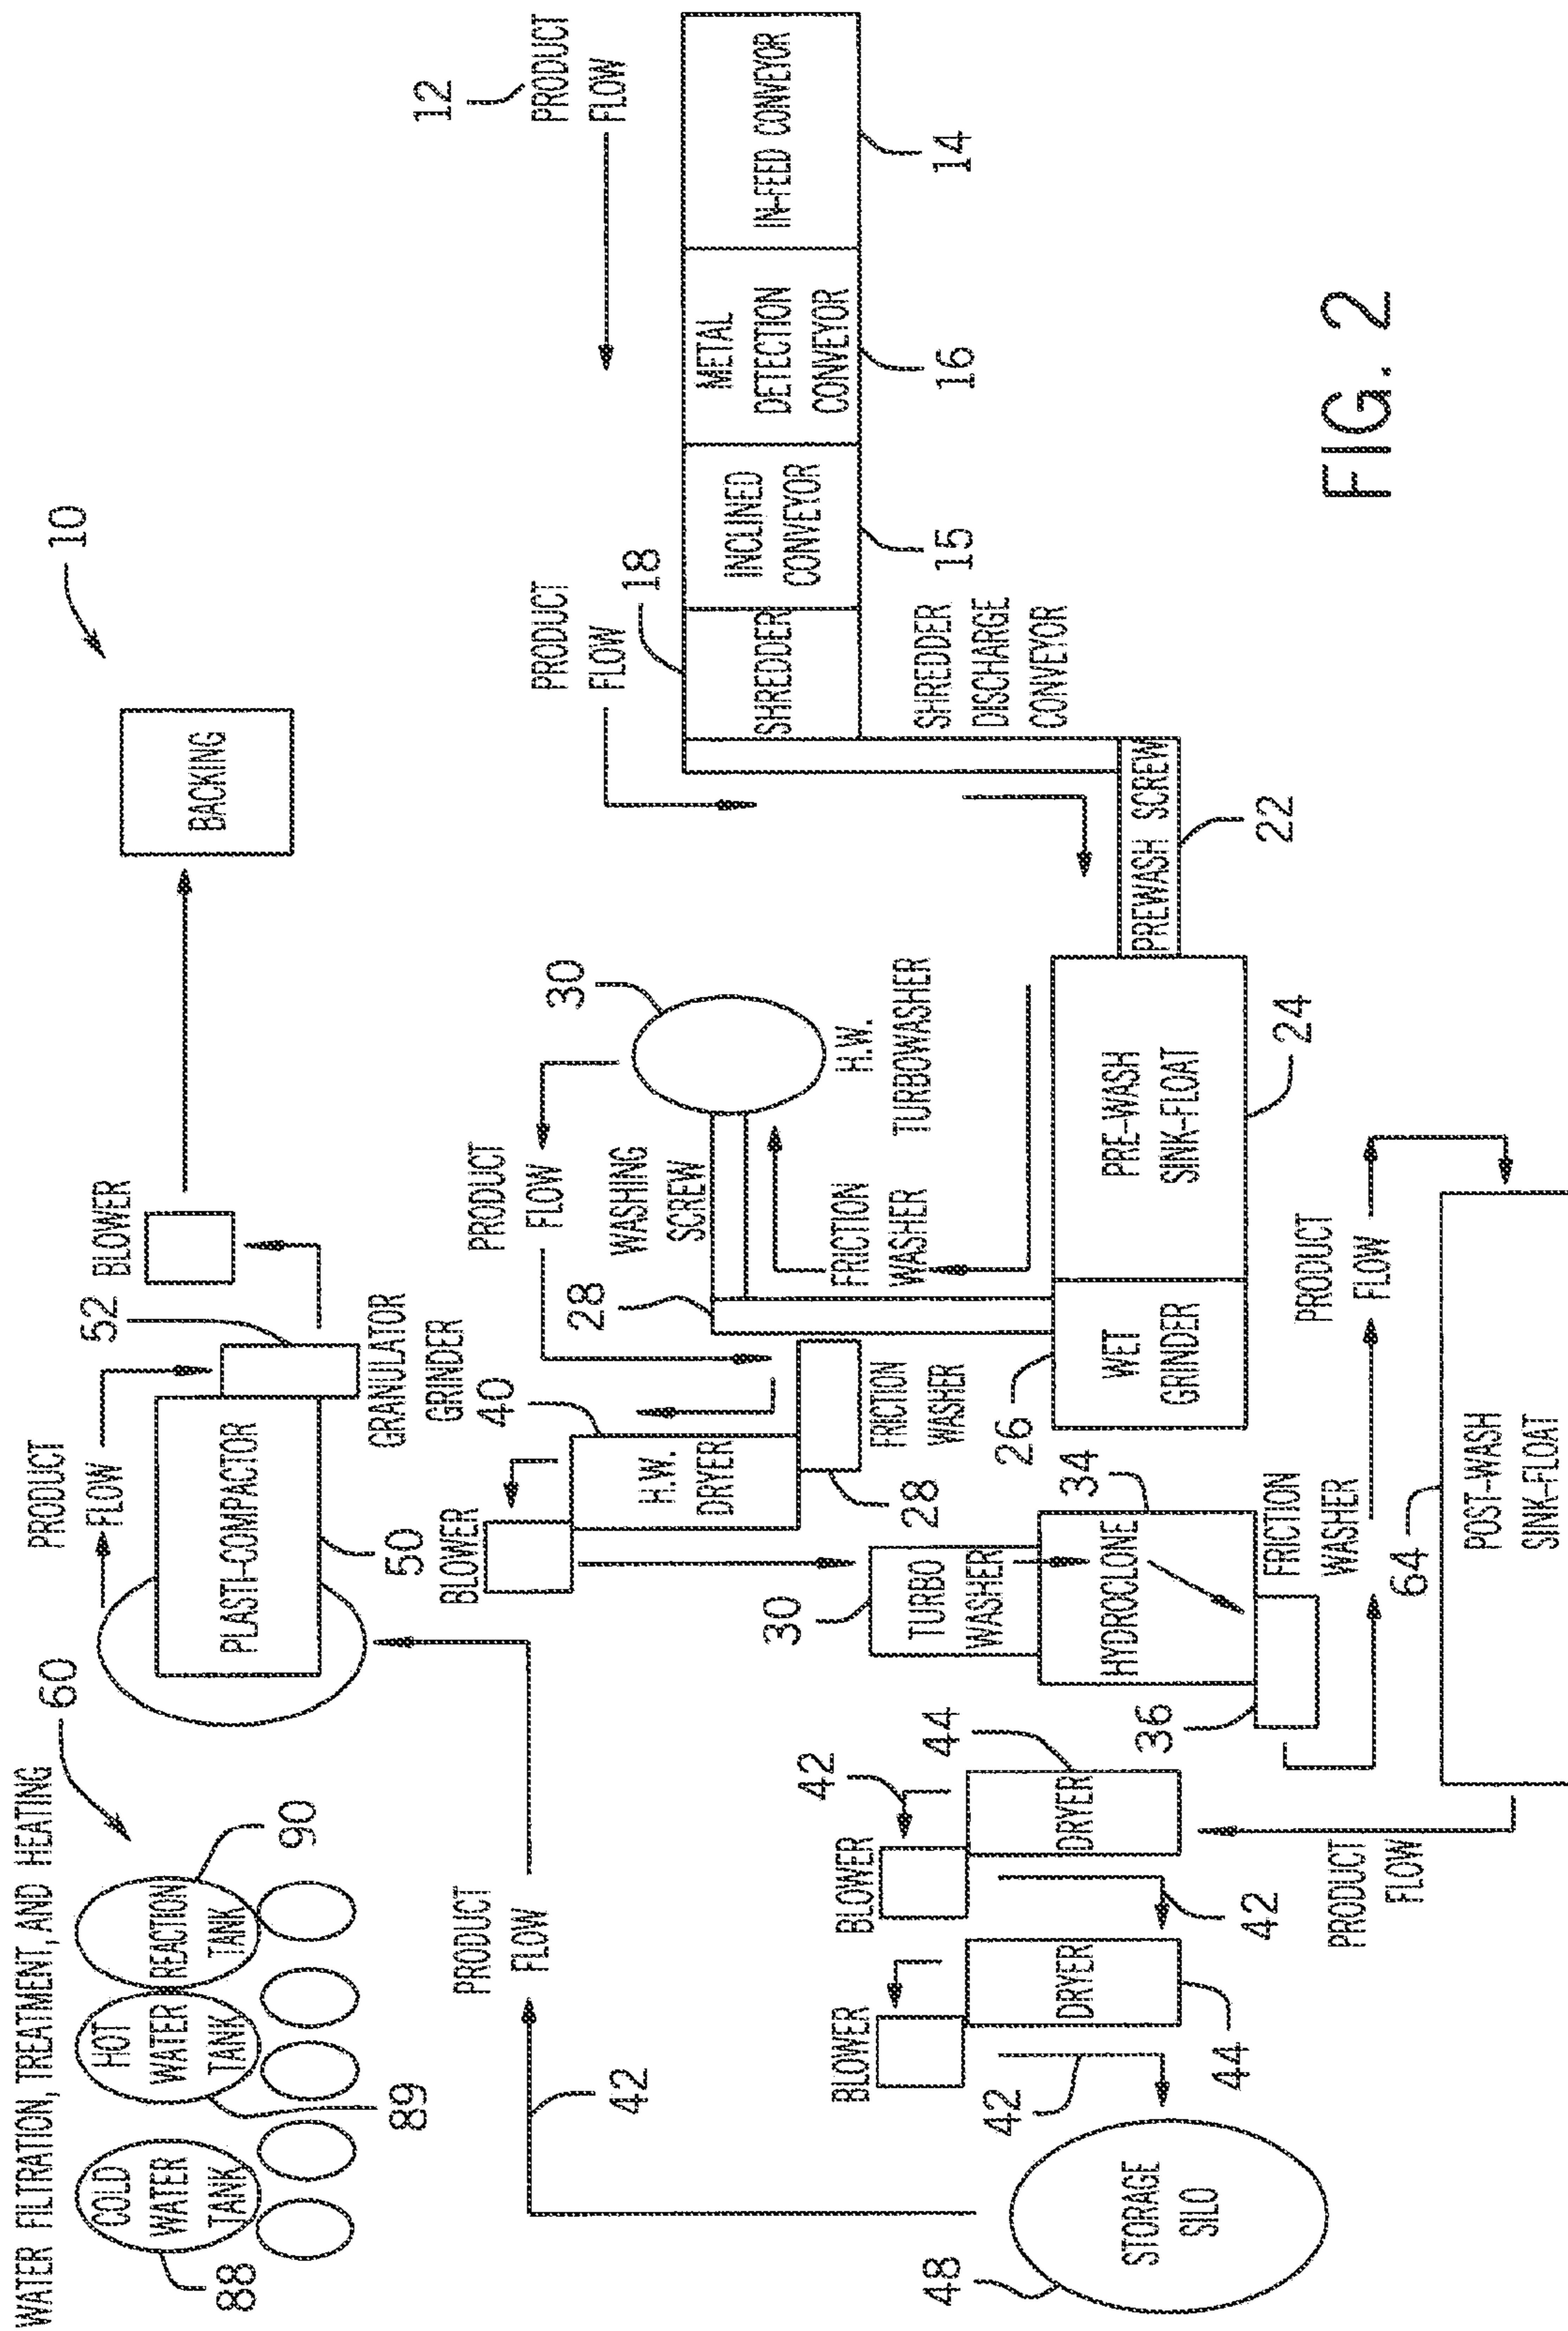 WATER FILTRATION, TREATMENT, AND HEATING
60
COLD
WATER
TANK
88
HOT
WATER
TANK
89
REACTION
TANK
90
PRODUCT
FLOW
PLASTI-COMPACTOR
50
52
GRANULATOR
GRINDER
BLOWER
BACKING
10
PRODUCT
FLOW
42
BLOWER
40
H.W.
DRYER
28
FRICTION
WASHER
PRODUCT
FLOW
28
WASHING
SCREW
30
H.W.
TURBOWASHER
FRICTION
WASHER
PRODUCT
FLOW
18
12
PRODUCT
FLOW
SHREDDER
INCLINED
CONVEYOR
15
METAL
DETECTION
CONVEYOR
16
IN-FEED CONVEYOR
14
SHREDDER
DISCHARGE
CONVEYOR
PREWASH SCREW
22
PRE-WASH
SINK-FLOAT
24
WET
GRINDER
26
30
TURBO
WASHER
HYDROCLONE
34
36
FRICTION
WASHER
PRODUCT
FLOW
64
POST-WASH
SINK-FLOAT
PRODUCT
FLOW
BLOWER
42
DRYER
44
42
BLOWER
DRYER
44
42
STORAGE
SILO
48
FIG. 2